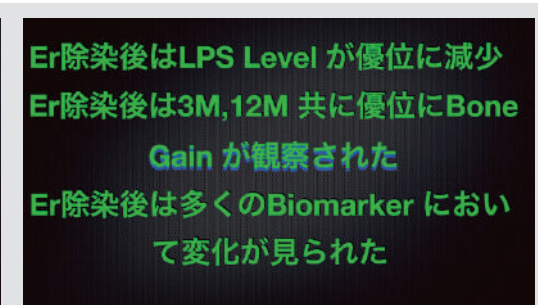 Er除染後はLPS Level が優位に減少
Er除染後は3M,12M 共に優位にBone
Gain が観察された
Er除染後は多くのBiomarker におい
て変化が見られた